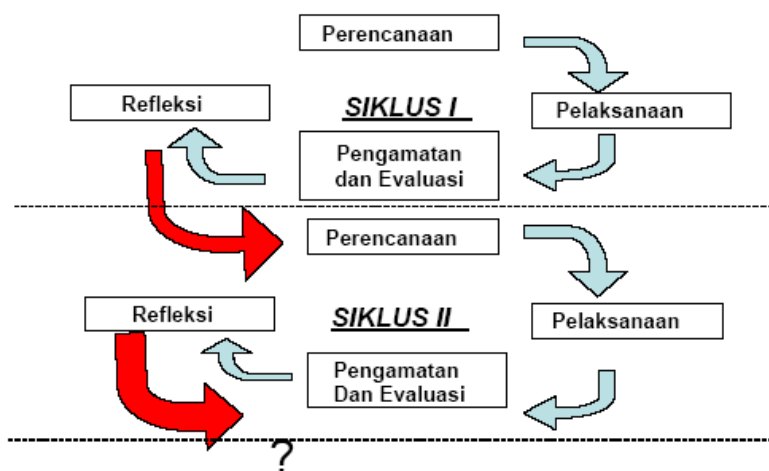 Perencanaan
Refleksi
SIKLUS I
Pelaksanaan
Pengamatan
dan Evaluasi
Perencanaan
Refleksi
SIKLUS II
Pelaksanaan
Pengamatan
Dan Evaluasi
?